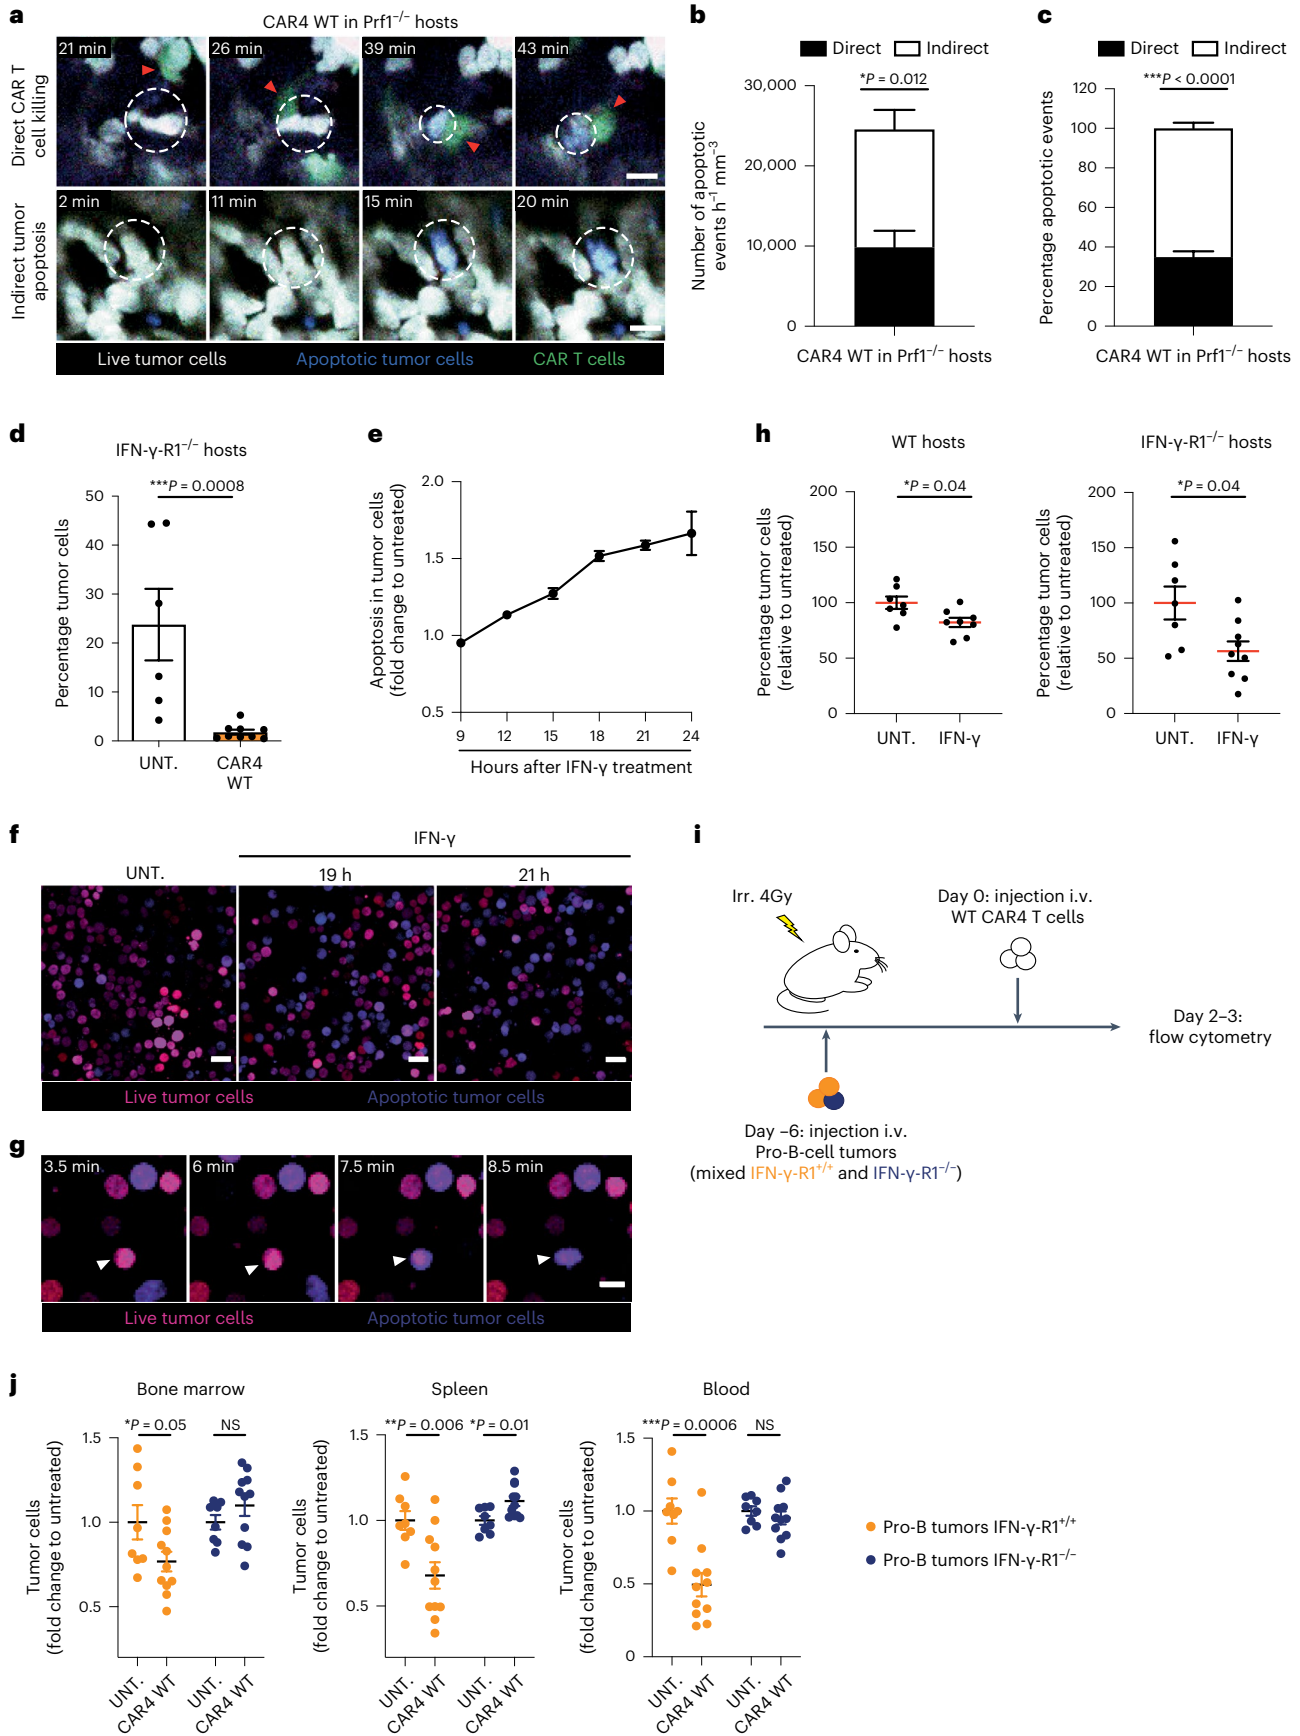 a
CAR4 WT in Prf1−/− hosts
Direct CAR T
cell killing
21 min
26 min
39 min
43 min
Indirect tumor
apoptosis
2 min
11 min
15 min
20 min
Live tumor cells
Apoptotic tumor cells
CAR T cells
b
Direct
Indirect
*P = 0.012
Number of apoptotic
events h−1 mm−3
30,000
20,000
10,000
0
CAR4 WT in Prf1−/− hosts
c
Direct
Indirect
***P < 0.0001
Percentage apoptotic events
120
100
80
60
40
20
0
CAR4 WT in Prf1−/− hosts
d
IFN-γ-R1−/− hosts
***P = 0.0008
Percentage tumor cells
50
40
30
20
10
0
UNT.
CAR4
WT
e
Apoptosis in tumor cells
(fold change to untreated)
2.0
1.5
1.0
0.5
9
12
15
18
21
24
Hours after IFN-γ treatment
h
WT hosts
*P = 0.04
Percentage tumor cells
(relative to untreated)
200
150
100
50
0
UNT.
IFN-γ
IFN-γ-R1−/− hosts
*P = 0.04
Percentage tumor cells
(relative to untreated)
200
150
100
50
0
UNT.
IFN-γ
f
IFN-γ
UNT.
19 h
21 h
Live tumor cells
Apoptotic tumor cells
g
3.5 min
6 min
7.5 min
8.5 min
Live tumor cells
Apoptotic tumor cells
i
Irr. 4Gy
Day 0: injection i.v.
WT CAR4 T cells
Day 2–3:
flow cytometry
Day −6: injection i.v.
Pro-B-cell tumors
(mixed IFN-γ-R1+/+ and IFN-γ-R1−/−)
j
Bone marrow
*P = 0.05
NS
Tumor cells
(fold change to untreated)
1.5
1.0
0.5
UNT.
CAR4 WT
UNT.
CAR4 WT
Spleen
**P = 0.006
*P = 0.01
Tumor cells
(fold change to untreated)
1.5
1.0
0.5
UNT.
CAR4 WT
UNT.
CAR4 WT
Blood
***P = 0.0006
NS
Tumor cells
(fold change to untreated)
1.5
1.0
0.5
0
UNT.
CAR4 WT
UNT.
CAR4 WT
Pro-B tumors IFN-γ-R1+/+
Pro-B tumors IFN-γ-R1−/−